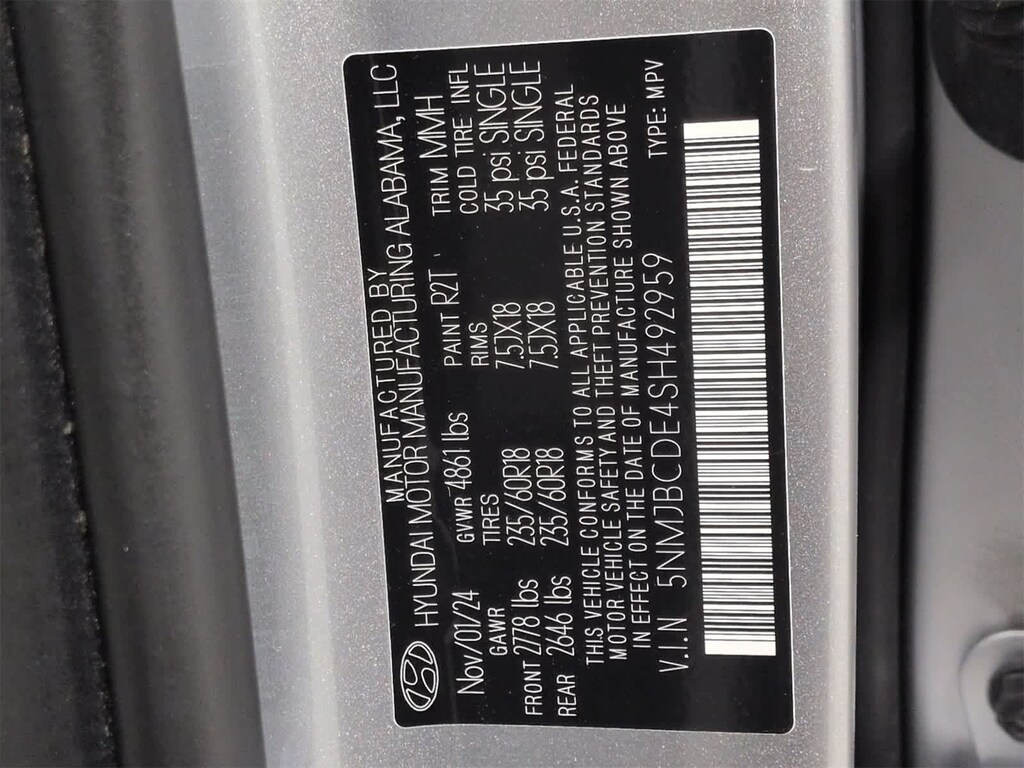 MANUFACTURED BY
HYUNDAI MOTOR MANUFACTURING ALABAMA, LLC
Nov/01/24 GVWR 4861 lbs PAINT R2T TRIM MMH
GAWR TIRES RIMS COLD TIRE INFL
FRONT 2778 lbs 235/60R18 7.5JX18 35 psi SINGLE
REAR 2646 lbs 235/60R18 7.5JX18 35 psi SINGLE
THIS VEHICLE CONFORMS TO ALL APPLICABLE U.S.A. FEDERAL
MOTOR VEHICLE SAFETY AND THEFT PREVENTION STANDARDS
IN EFFECT ON THE DATE OF MANUFACTURE SHOWN ABOVE
V.I.N 5NMJBCDE4SH492959 TYPE: MPV